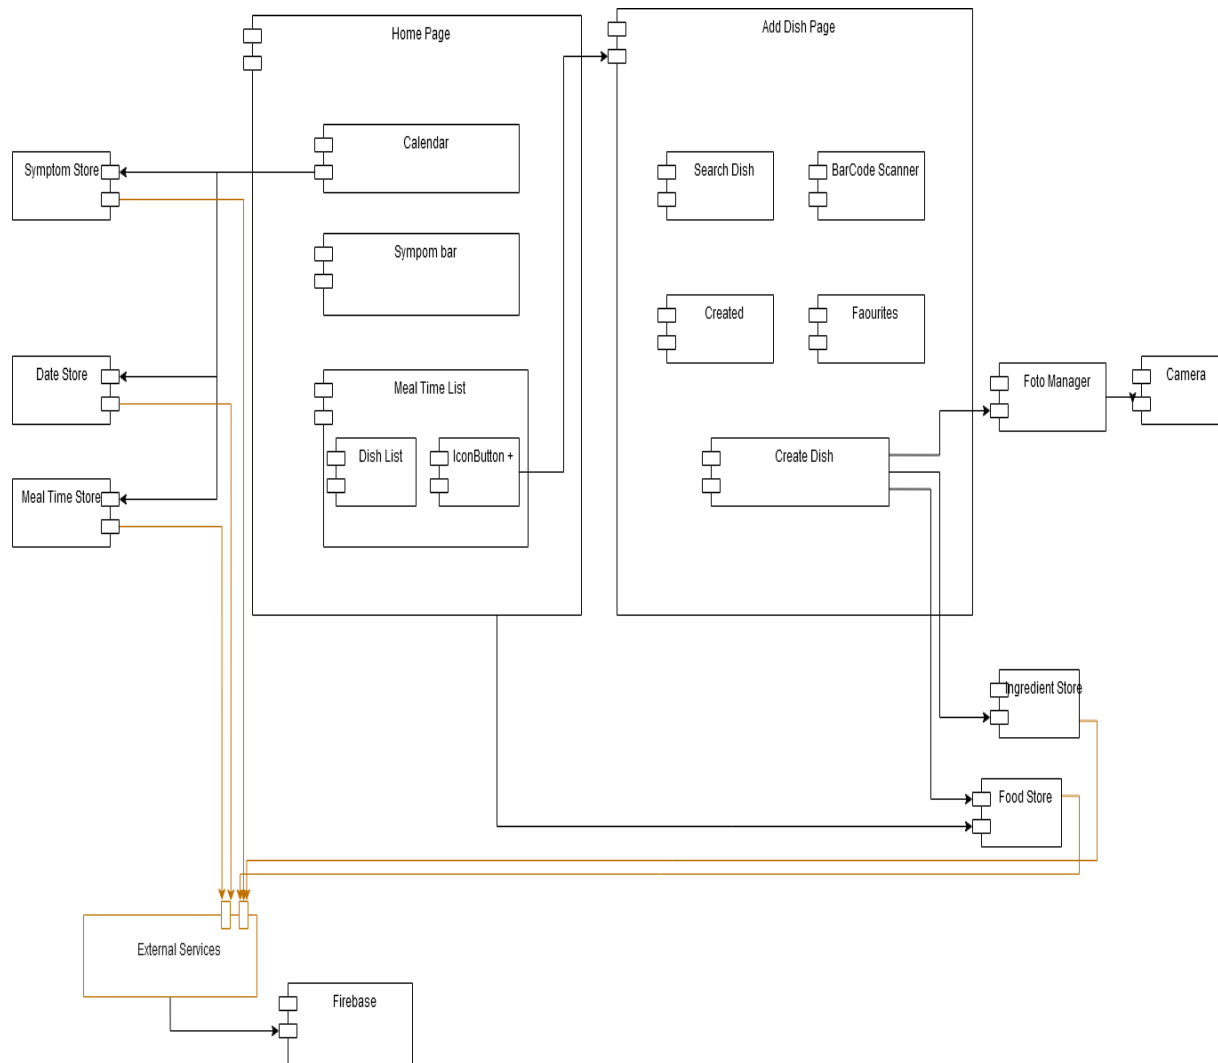 Home Page
Add Dish Page
Calendar
Symptom Store
Search Dish
BarCode Scanner
Sympom bar
Created
Faourites
Date Store
Meal Time List
Foto Manager
Camera
Dish List
IconButton +
Create Dish
Meal Time Store
Ingredient Store
Food Store
External Services
Firebase